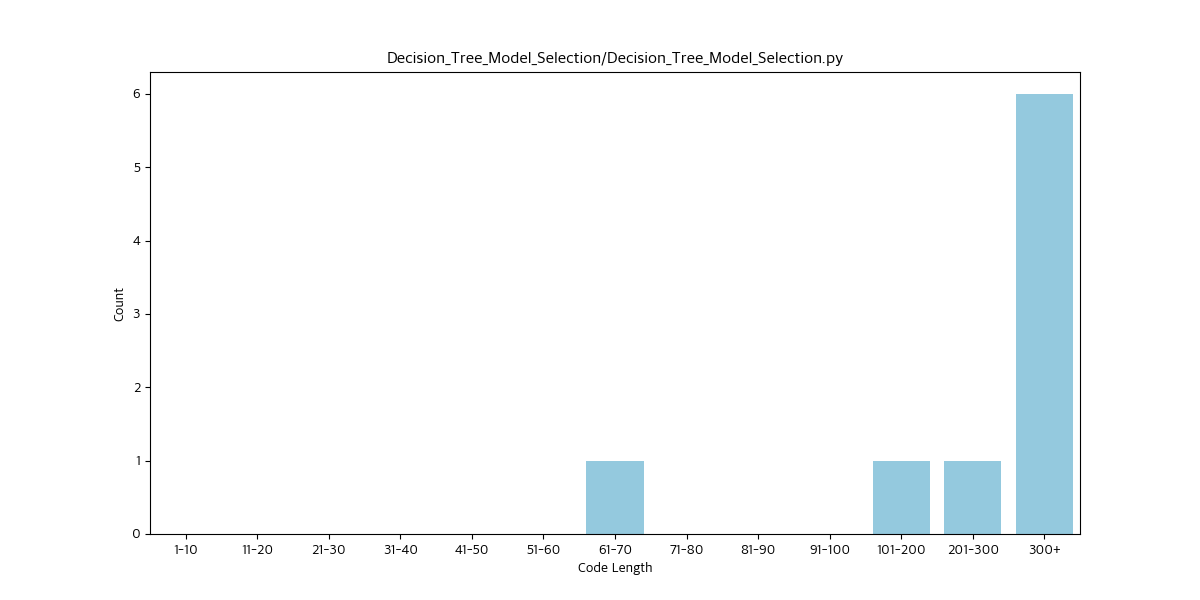 Decision_Tree_Model_Selection/Decision_Tree_Model_Selection.py
6
5
4
3
2
1
0
Count
1-10 11-20 21-30 31-40 41-50 51-60 61-70 71-80 81-90 91-100 101-200 201-300 300+
Code Length